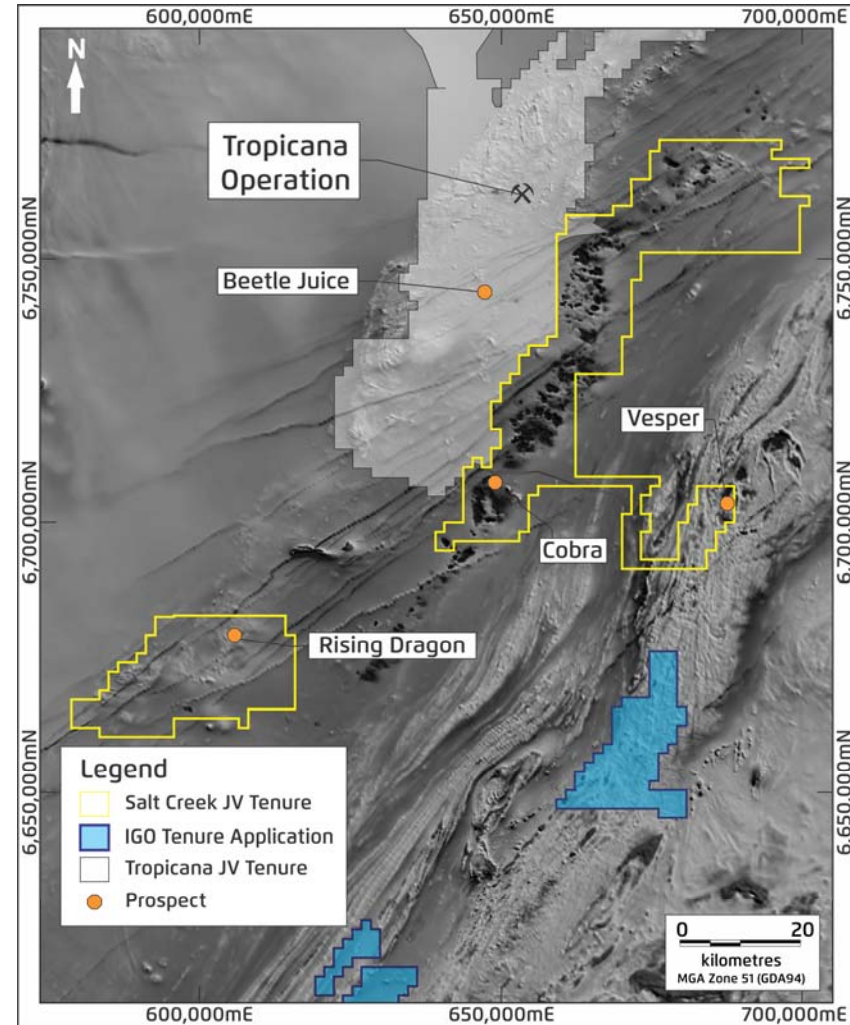 600,000mE
650,000mE
700,000mE
N
Tropicana
Operation
6,750,000mN
6,750,000mN
Beetle Juice
Vesper
6,700,000mN
6,700,000mN
Cobra
Rising Dragon
6,650,000mN
6,650,000mN
Legend
Salt Creek JV Tenure
IGO Tenure Application
Tropicana JV Tenure
Prospect
0 20
kilometres
MGA Zone 51 (GDA94)
600,000mE
650,000mE
700,000mE